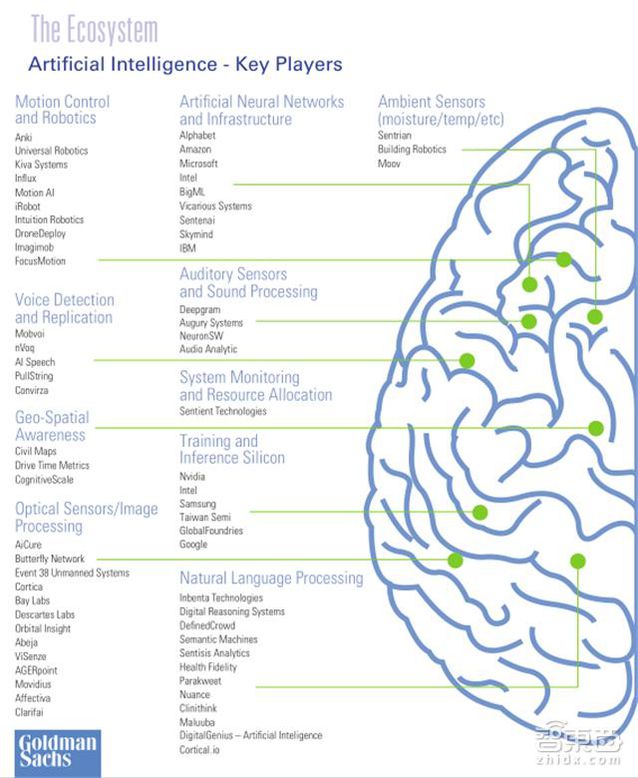 The Ecosystem
Artificial Intelligence - Key Players
Motion Control
and Robotics
Anki
Universal Robotics
Kiva Systems
Influx
Motion AI
iRobot
Intuition Robotics
DroneDeploy
Imagimob
FocusMotion
Voice Detection
and Replication
Mobvoi
nVoq
AI Speech
PullString
Convirza
Geo-Spatial
Awareness
Civil Maps
Drive Time Metrics
CognitiveScale
Optical Sensors/Image
Processing
AiCure
Butterfly Network
Event 38 Unmanned Systems
Cortica
Bay Labs
Descartes Labs
Orbital Insight
Abeja
ViSenze
AGERpoint
Movidius
Affectiva
Clarifai
Artificial Neural Networks
and Infrastructure
Alphabet
Amazon
Microsoft
Intel
BigML
Vicarious Systems
Sentenai
Skymind
IBM
Auditory Sensors
and Sound Processing
Deepgram
Augury Systems
NeuronSW
Audio Analytic
System Monitoring
and Resource Allocation
Sentient Technologies
Training and
Inference Silicon
Nvidia
Intel
Samsung
Taiwan Semi
GlobalFoundries
Google
Natural Language Processing
Inbenta Technologies
Digital Reasoning Systems
DefinedCrowd
Semantic Machines
Sentisis Analytics
Health Fidelity
Parakweet
Nuance
Clinithink
Maluuba
DigitalGenius – Artificial Inteligence
Cortical.io
Ambient Sensors
(moisture/temp/etc)
Sentrian
Building Robotics
Moov
Goldman
Sachs
智东西
zhidx.com